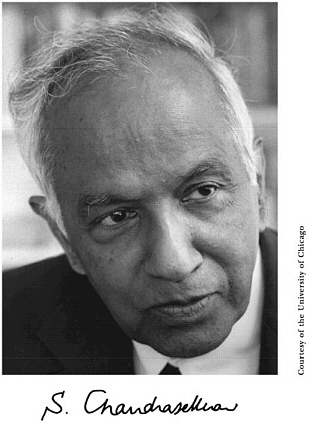 Courtesy of the University of Chicago
S. Chandrasekhar